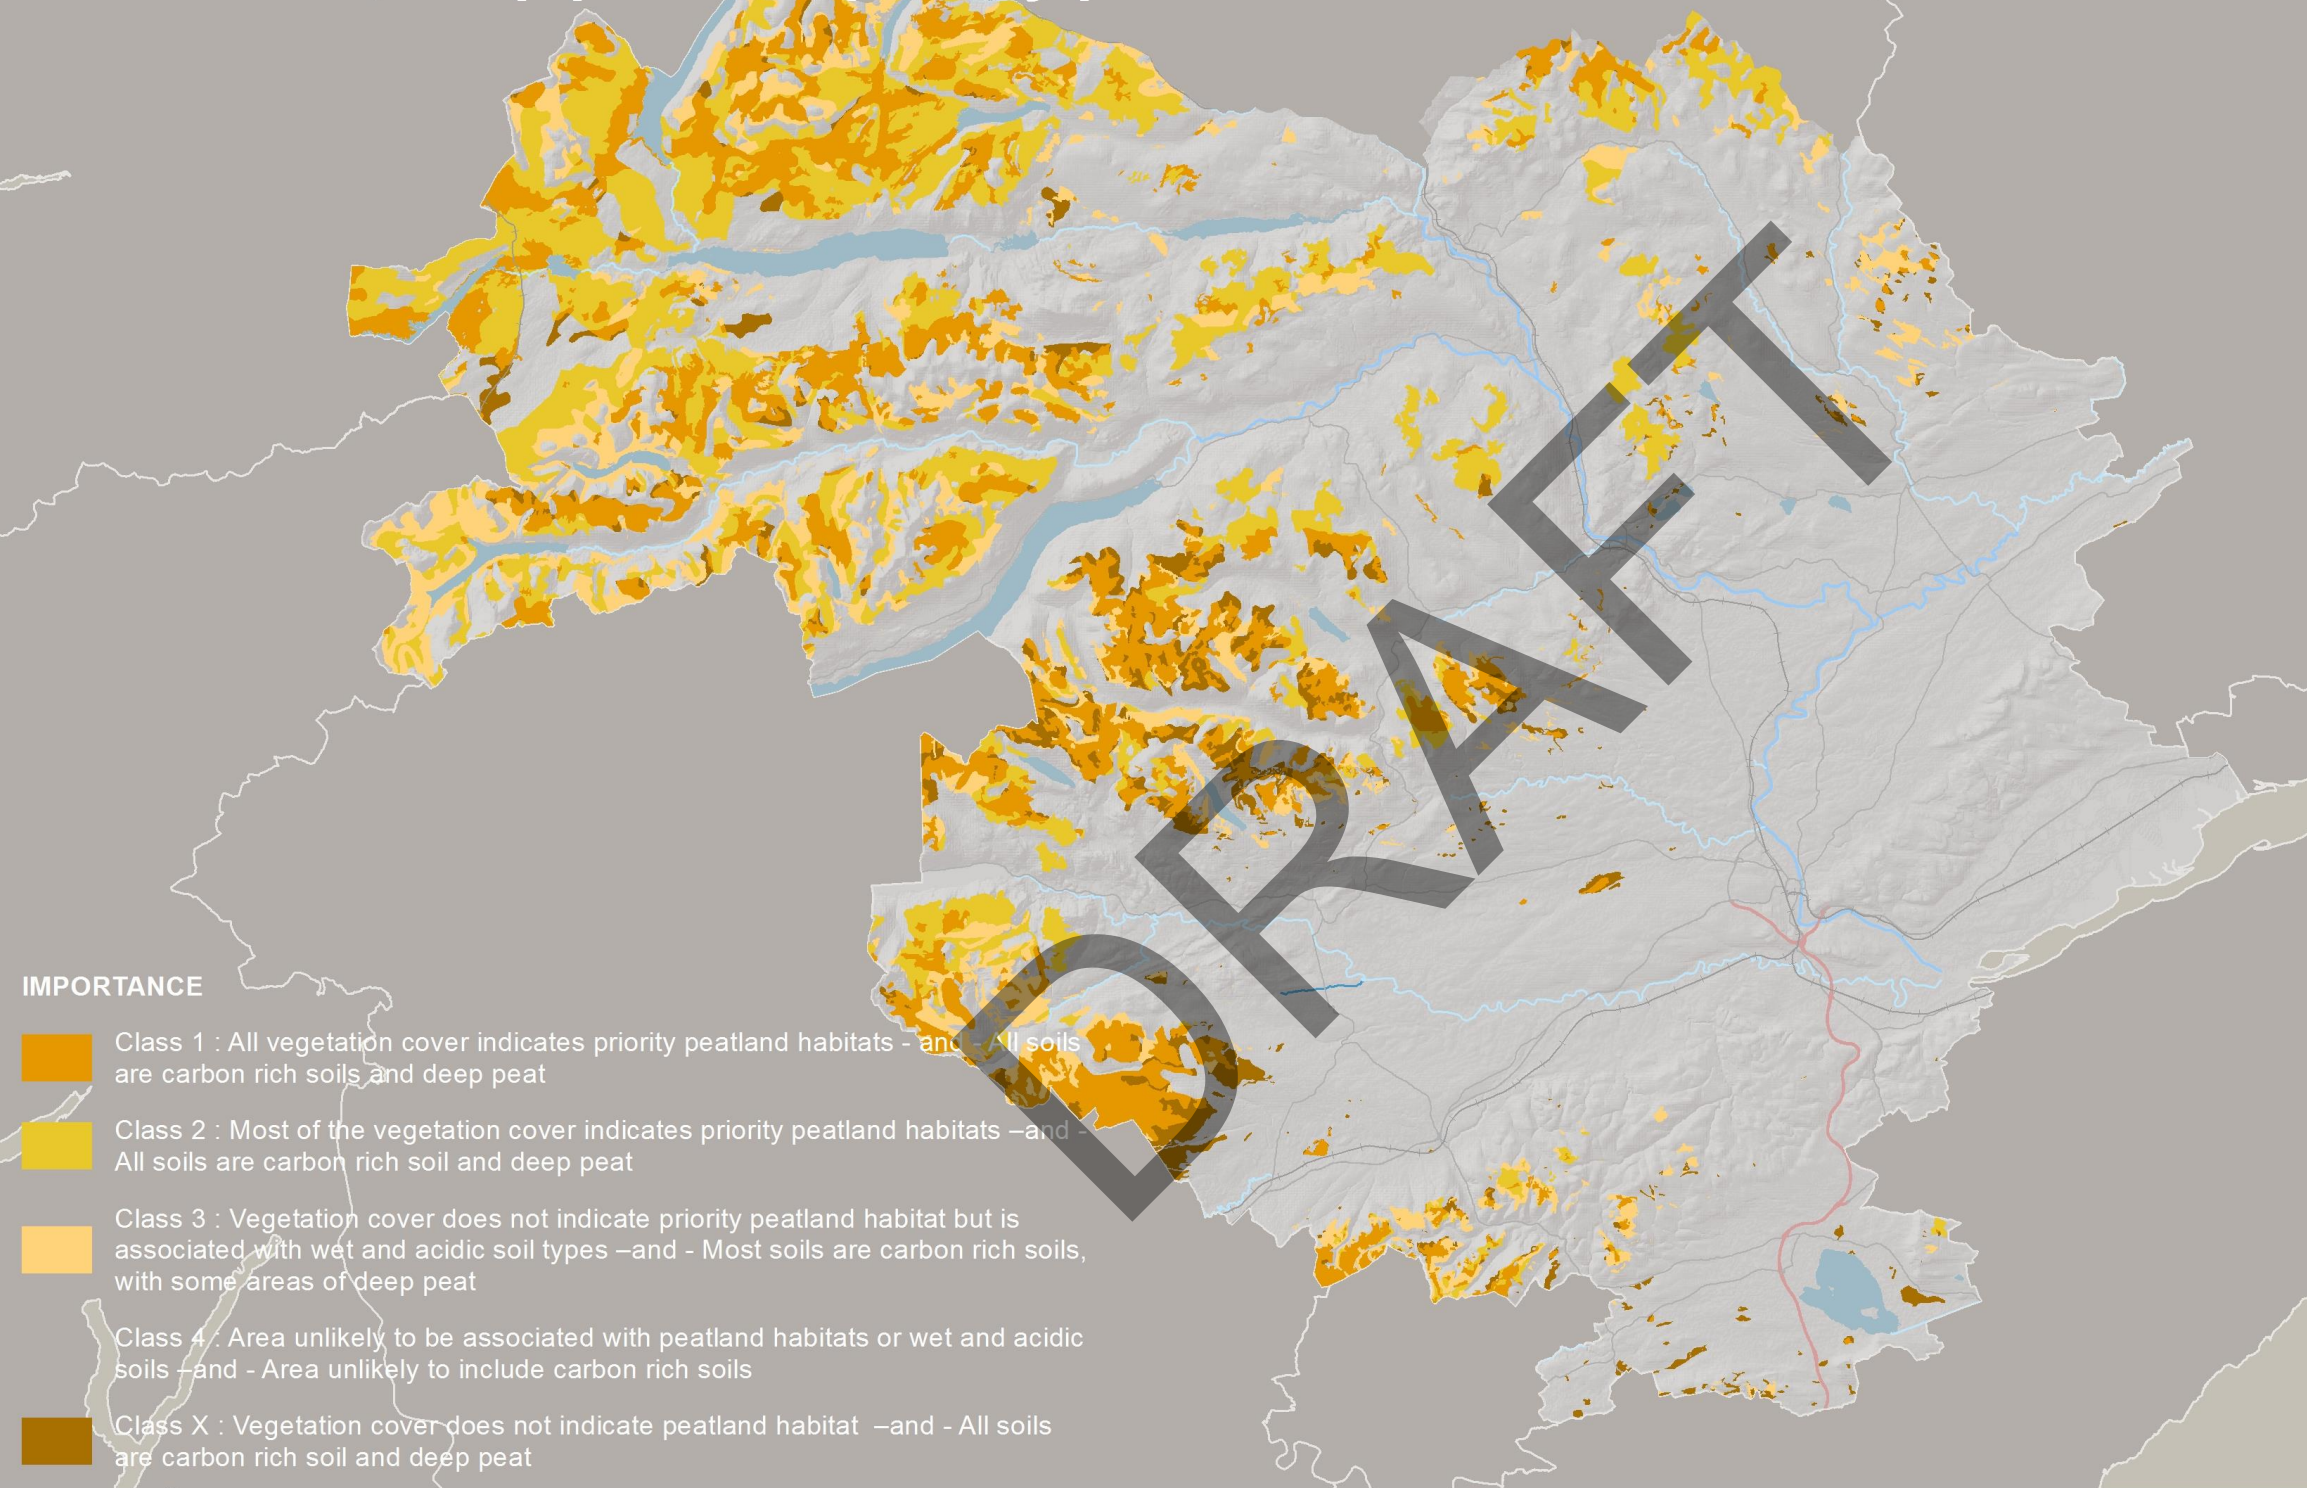 DRAFT
IMPORTANCE
Class 1 : All vegetation cover indicates priority peatland habitats - and - All soils
are carbon rich soils and deep peat
Class 2 : Most of the vegetation cover indicates priority peatland habitats –and -
All soils are carbon rich soil and deep peat
Class 3 : Vegetation cover does not indicate priority peatland habitat but is
associated with wet and acidic soil types –and - Most soils are carbon rich soils,
with some areas of deep peat
Class 4 : Area unlikely to be associated with peatland habitats or wet and acidic
soils –and - Area unlikely to include carbon rich soils
Class X : Vegetation cover does not indicate peatland habitat  –and - All soils
are carbon rich soil and deep peat